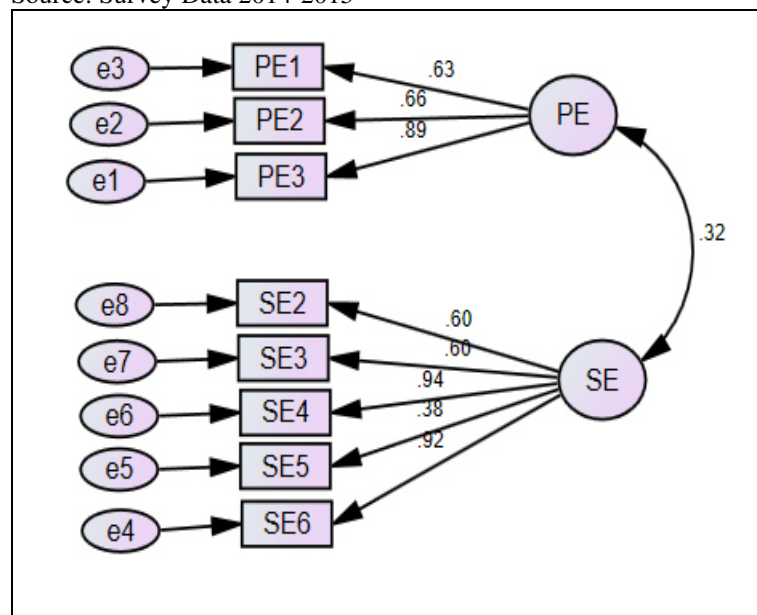 Source: Survey Data 2014-2015
e3 PE1 .63
e2 PE2 .66 PE
e1 PE3 .89
.32
e8 SE2 .60
e7 SE3 .60
e6 SE4 .94 SE
e5 SE5 .38
e4 SE6 .92